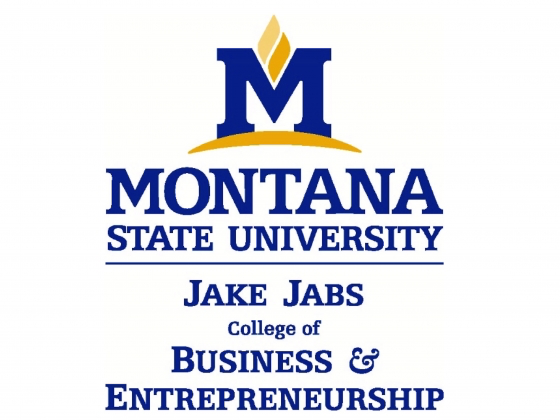 M
MONTANA
STATE UNIVERSITY
JAKE JABS
College of
BUSINESS &
ENTREPRENEURSHIP